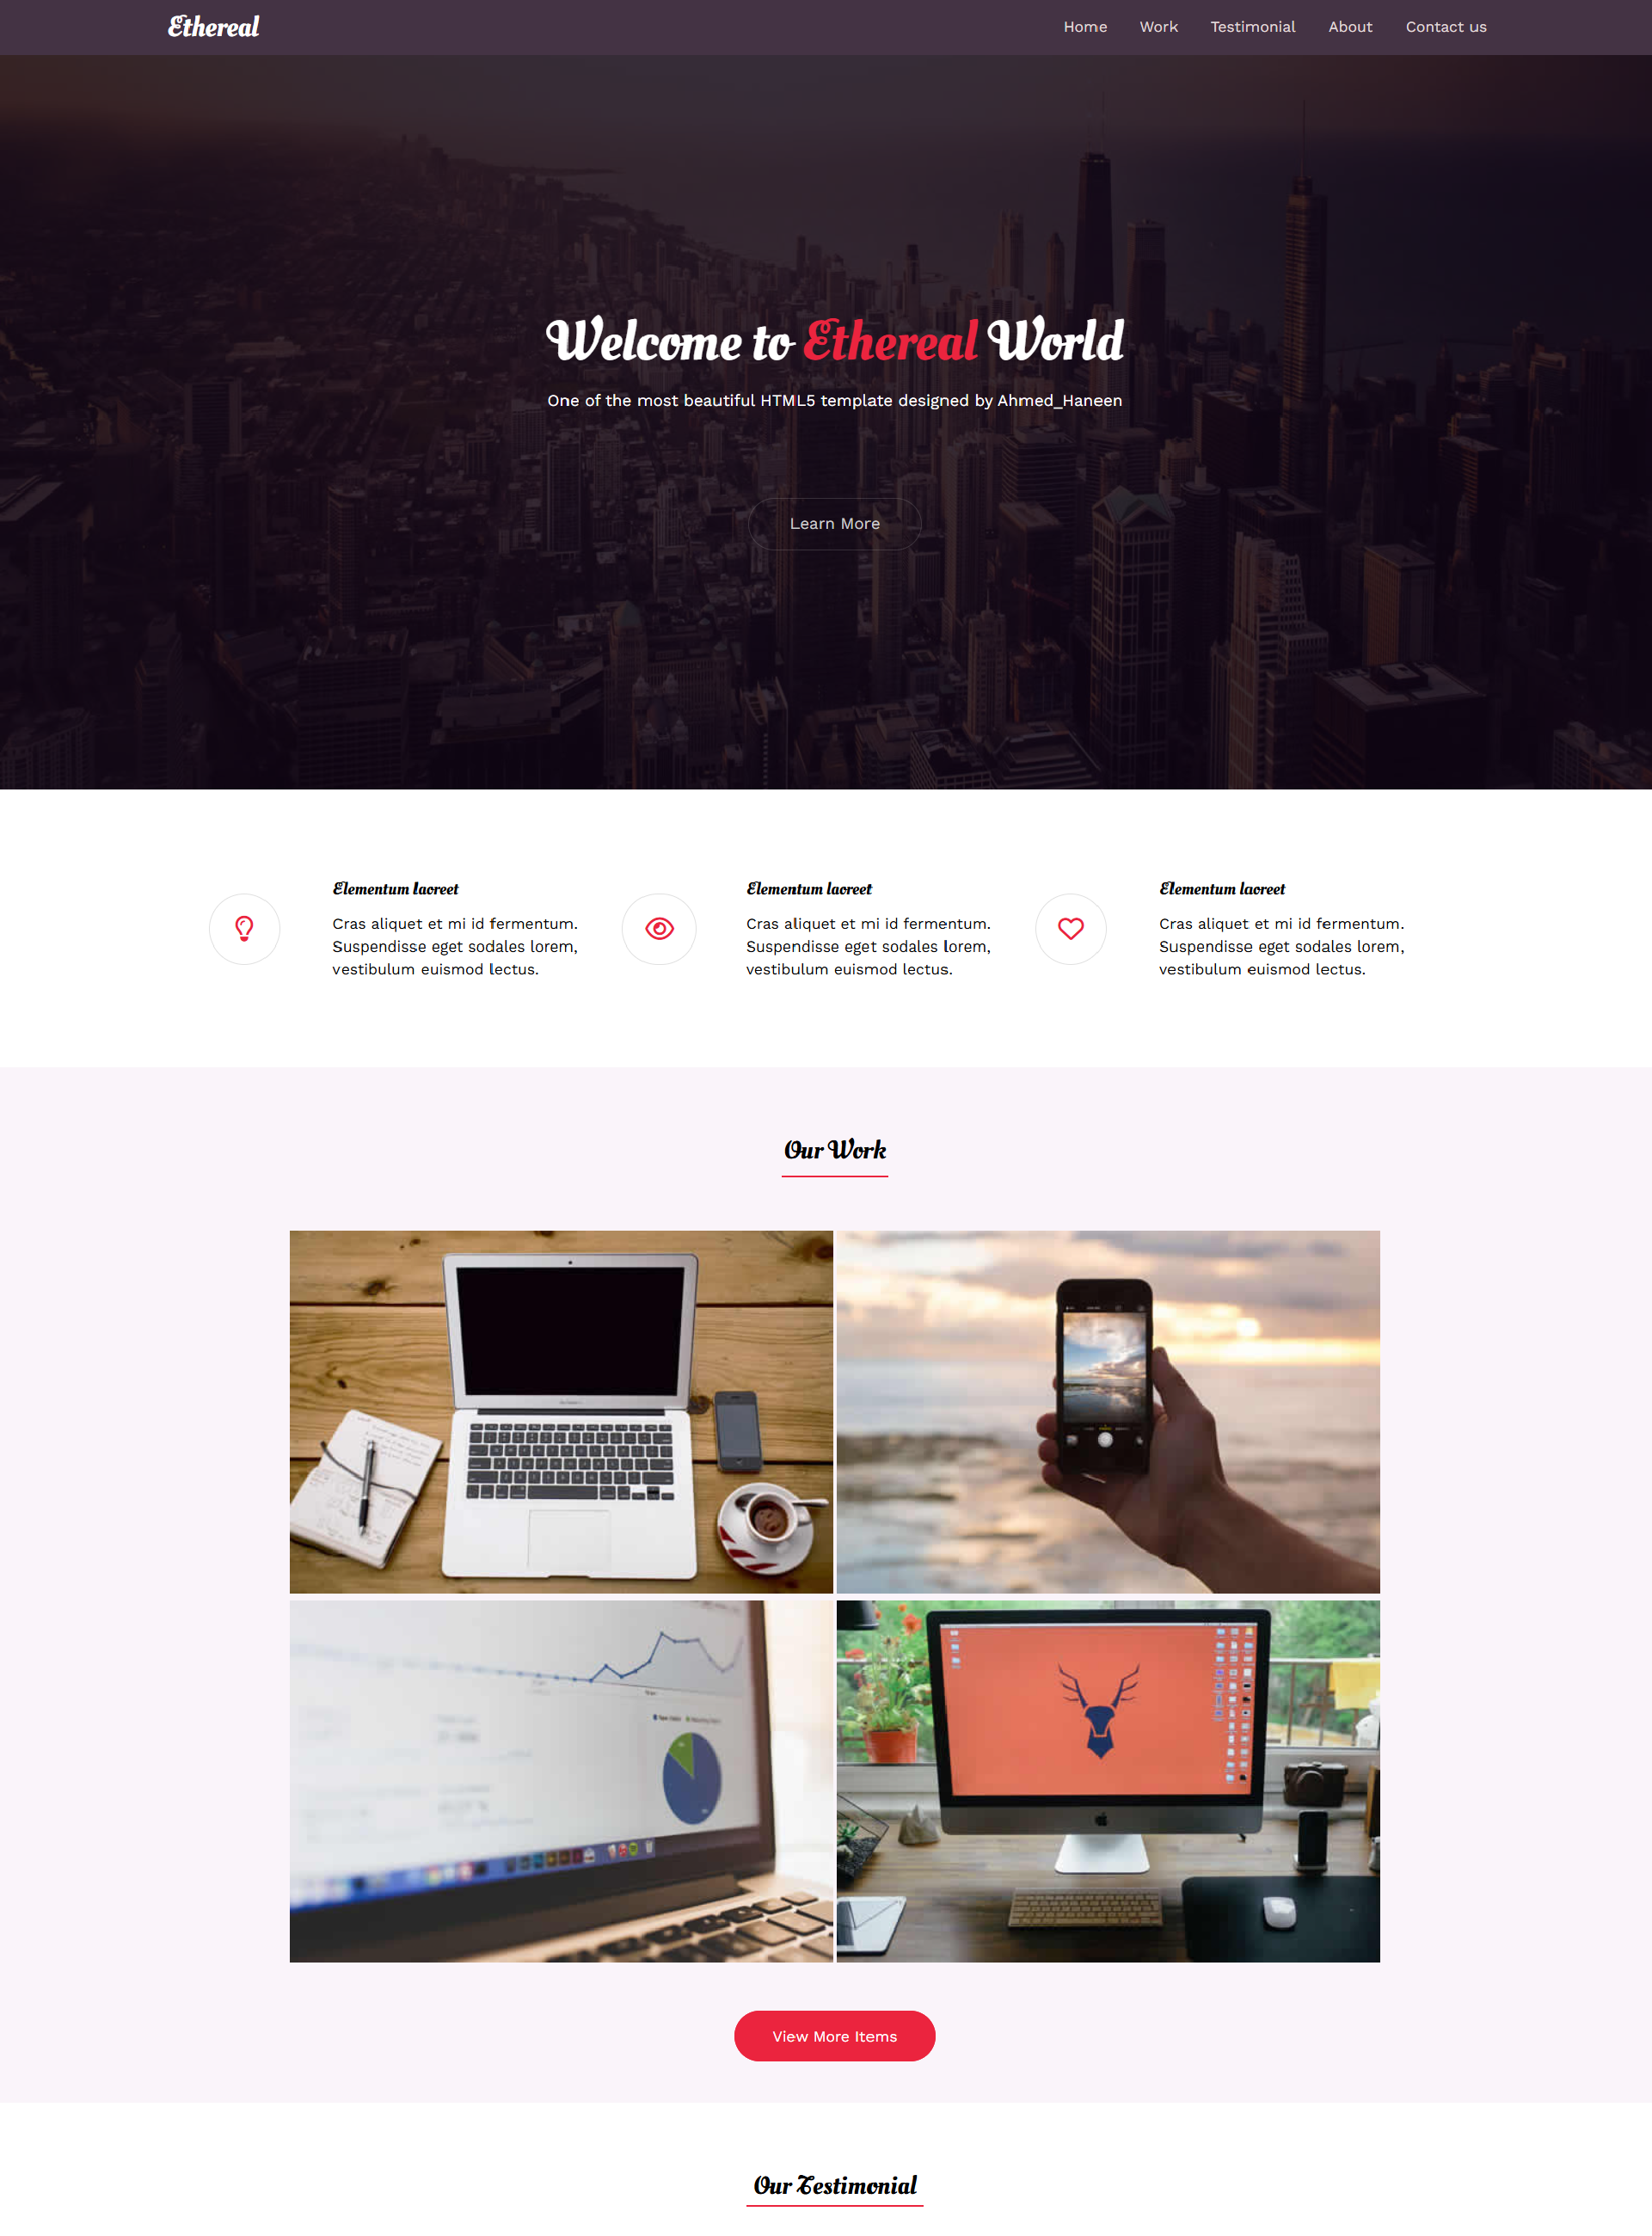 Ethereal
Home Work Testimonial About Contact us
Welcome to Ethereal World
One of the most beautiful HTML5 template designed by Ahmed_Haneen
Learn More
Elementum laoreet
Cras aliquet et mi id fermentum.
Suspendisse eget sodales lorem,
vestibulum euismod lectus.
Elementum laoreet
Cras aliquet et mi id fermentum.
Suspendisse eget sodales lorem,
vestibulum euismod lectus.
Elementum laoreet
Cras aliquet et mi id fermentum.
Suspendisse eget sodales lorem,
vestibulum euismod lectus.
Our Work
View More Items
Our Testimonial